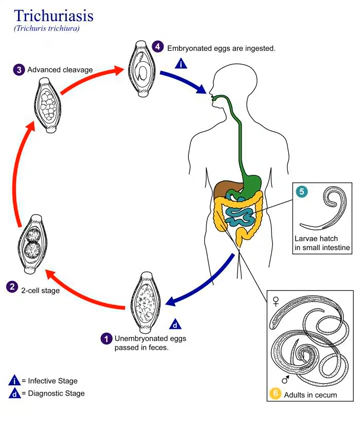 Trichuriasis
(Trichuris trichiura)
4 Embryonated eggs are ingested.
i
3 Advanced cleavage
5
Larvae hatch
in small intestine
2 2-cell stage
d
1 Unembryonated eggs
passed in feces.
♀
♂
6 Adults in cecum
i = Infective Stage
d = Diagnostic Stage